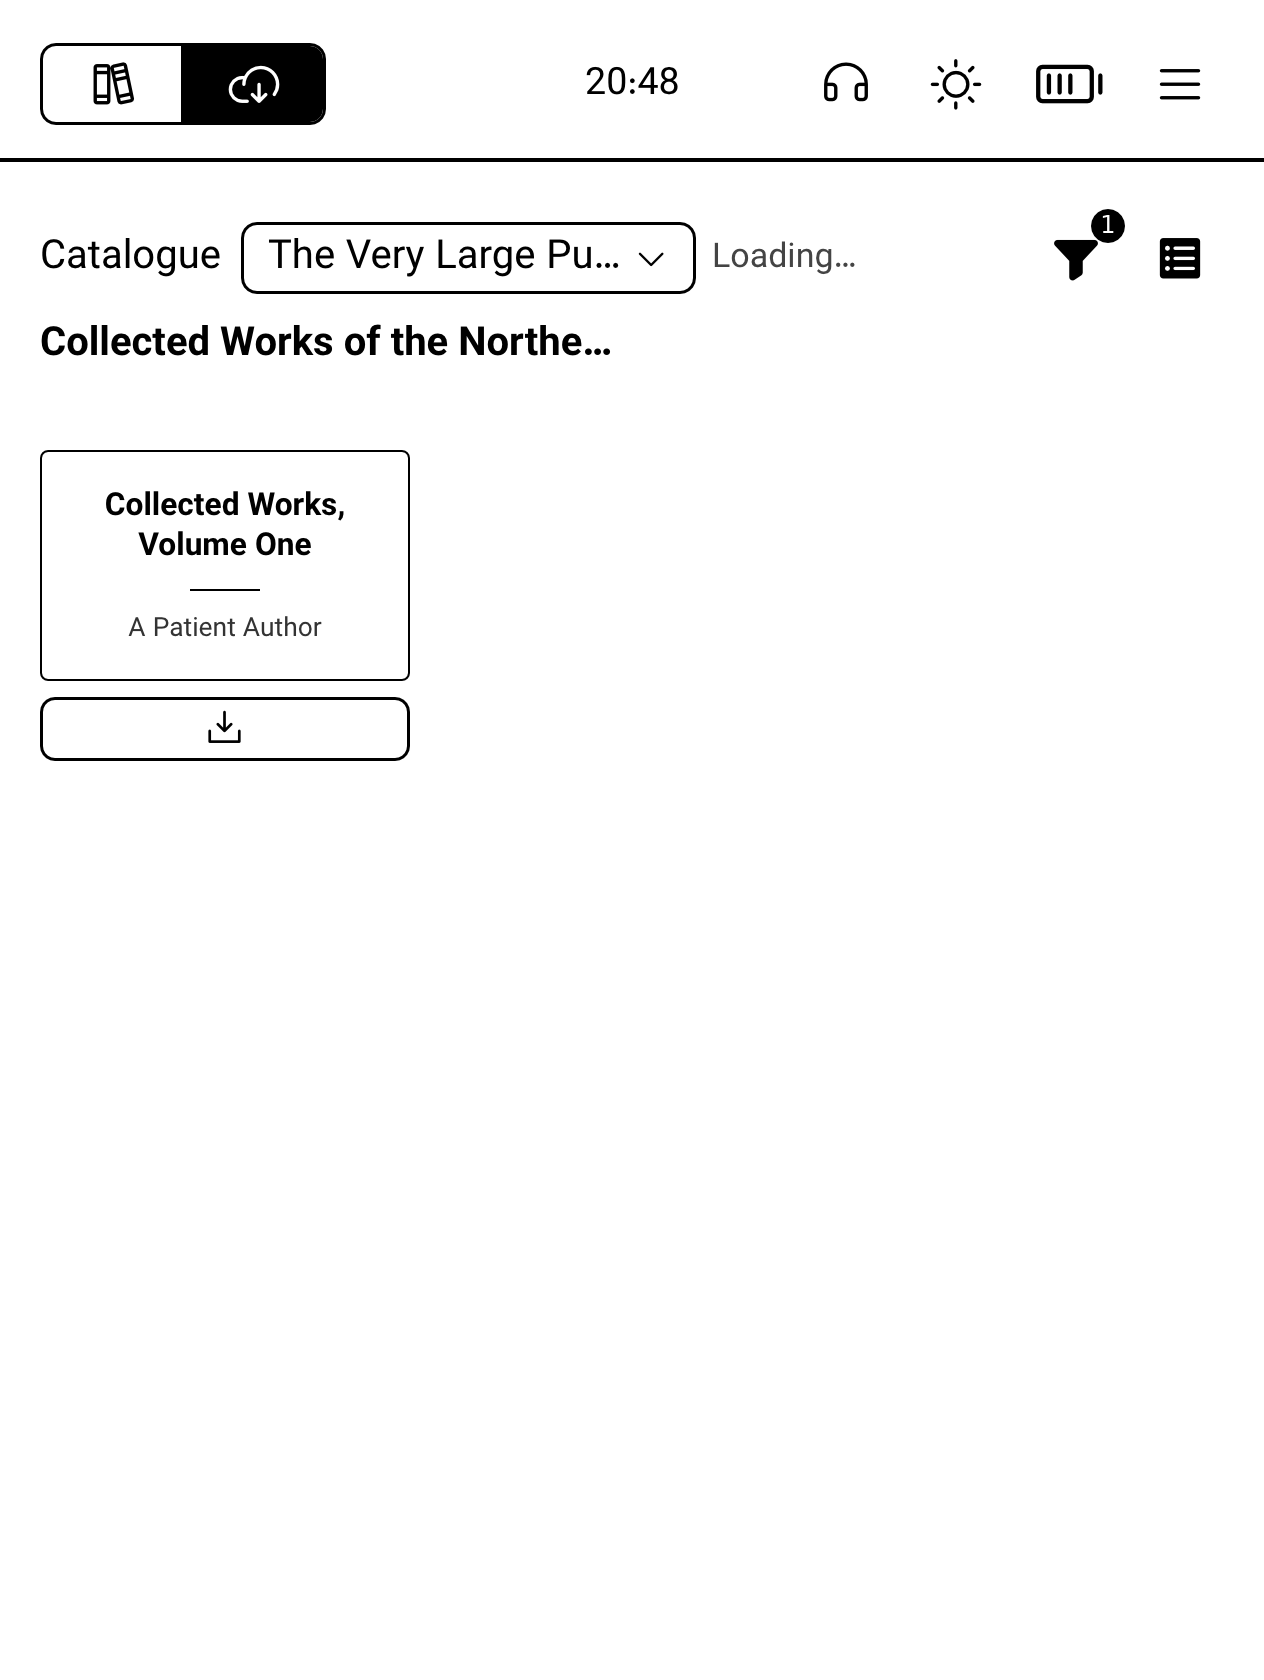 20:48
1
Catalogue The Very Large Pu… Loading…
Collected Works of the Northe…
Collected Works,
Volume One
A Patient Author